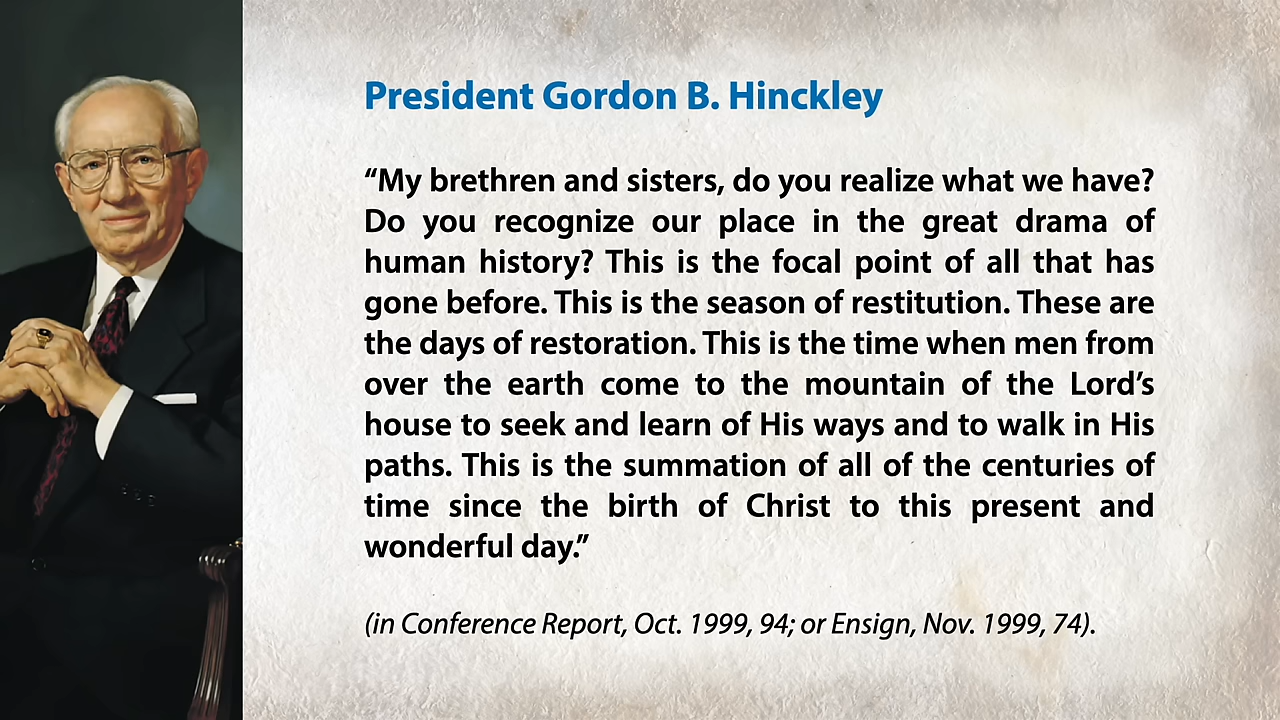 President Gordon B. Hinckley
“My brethren and sisters, do you realize what we have?
Do you recognize our place in the great drama of
human history? This is the focal point of all that has
gone before. This is the season of restitution. These are
the days of restoration. This is the time when men from
over the earth come to the mountain of the Lord’s
house to seek and learn of His ways and to walk in His
paths. This is the summation of all of the centuries of
time since the birth of Christ to this present and
wonderful day.”
(in Conference Report, Oct. 1999, 94; or Ensign, Nov. 1999, 74).